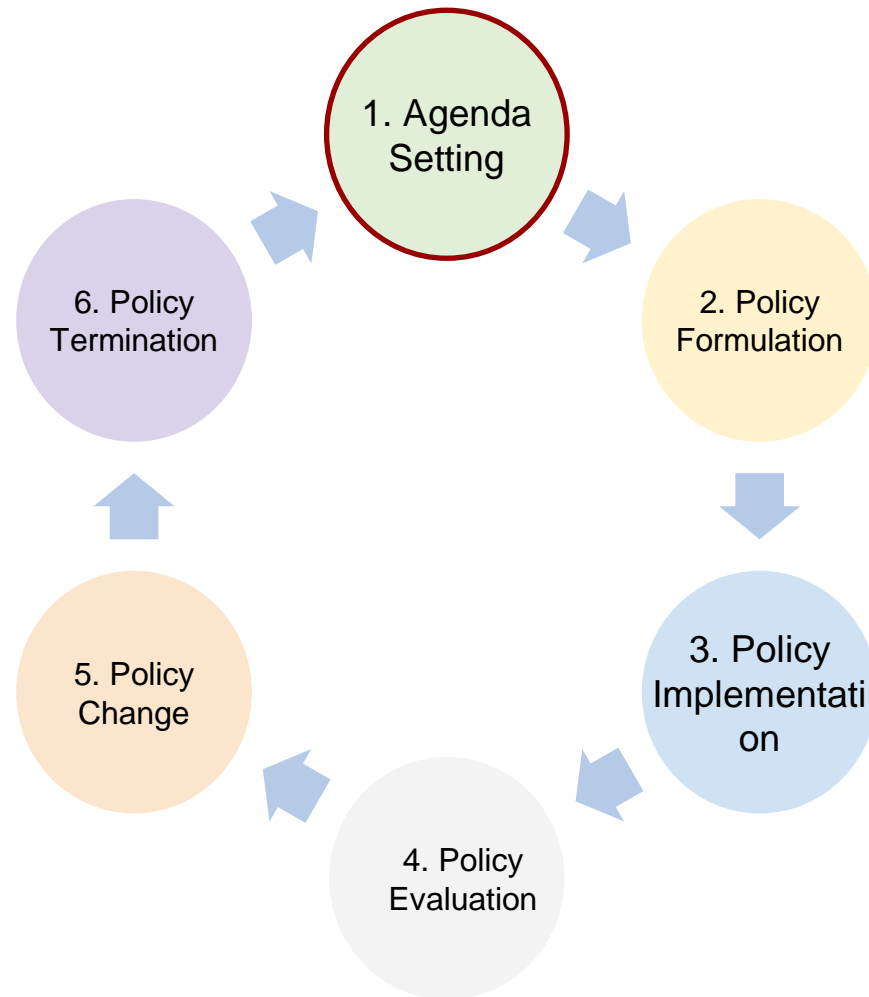 1. Agenda
Setting
2. Policy
Formulation
3. Policy
Implementati
on
4. Policy
Evaluation
5. Policy
Change
6. Policy
Termination